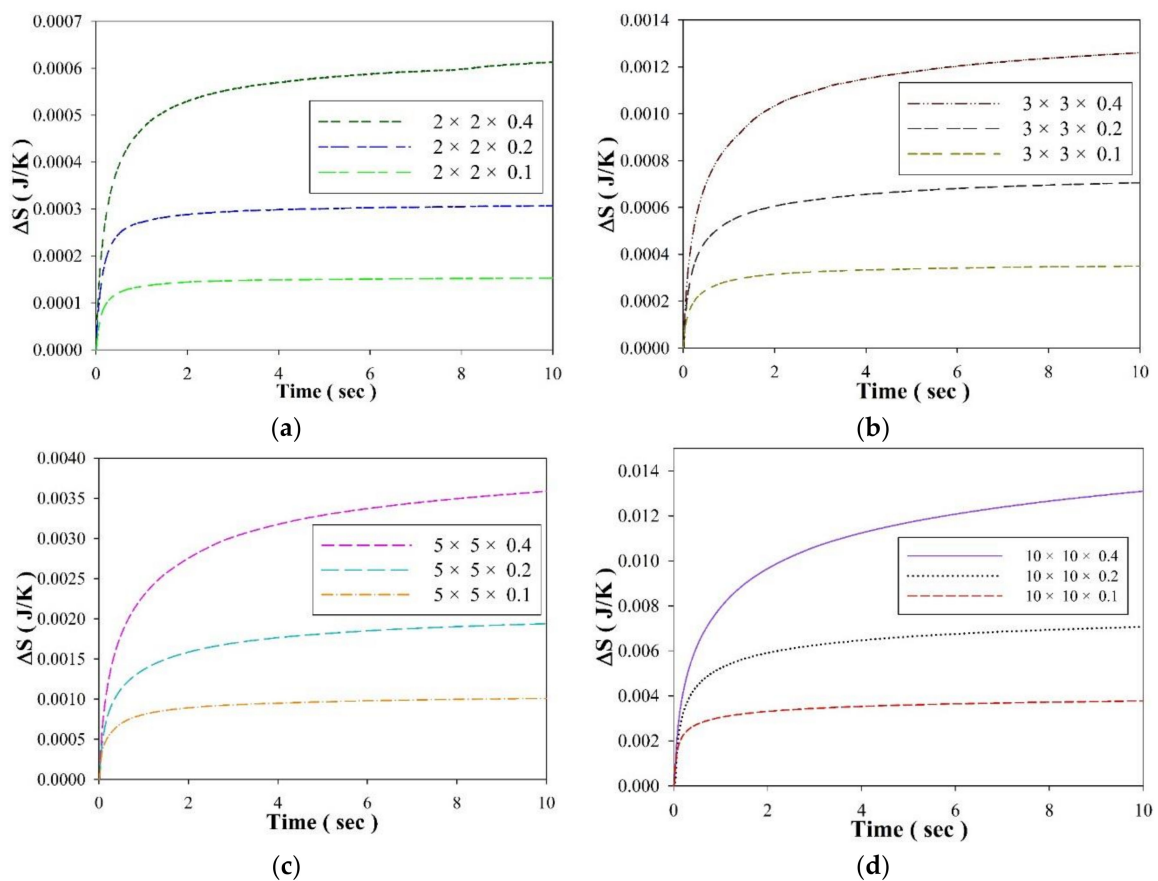 0.0007
0.0006
0.0005
0.0004
0.0003
0.0002
0.0001
0.0000
ΔS ( J/K )
2 × 2 × 0.4
2 × 2 × 0.2
2 × 2 × 0.1
0 2 4 6 8 10
Time ( sec )
(a)
0.0014
0.0012
0.0010
0.0008
0.0006
0.0004
0.0002
0.0000
ΔS ( J/K )
3 × 3 × 0.4
3 × 3 × 0.2
3 × 3 × 0.1
0 2 4 6 8 10
Time ( sec )
(b)
0.0040
0.0035
0.0030
0.0025
0.0020
0.0015
0.0010
0.0005
0.0000
ΔS ( J/K )
5 × 5 × 0.4
5 × 5 × 0.2
5 × 5 × 0.1
0 2 4 6 8 10
Time ( sec )
(c)
0.014
0.012
0.010
0.008
0.006
0.004
0.002
0.000
ΔS ( J/K )
10 × 10 × 0.4
10 × 10 × 0.2
10 × 10 × 0.1
0 2 4 6 8 10
Time ( sec )
(d)